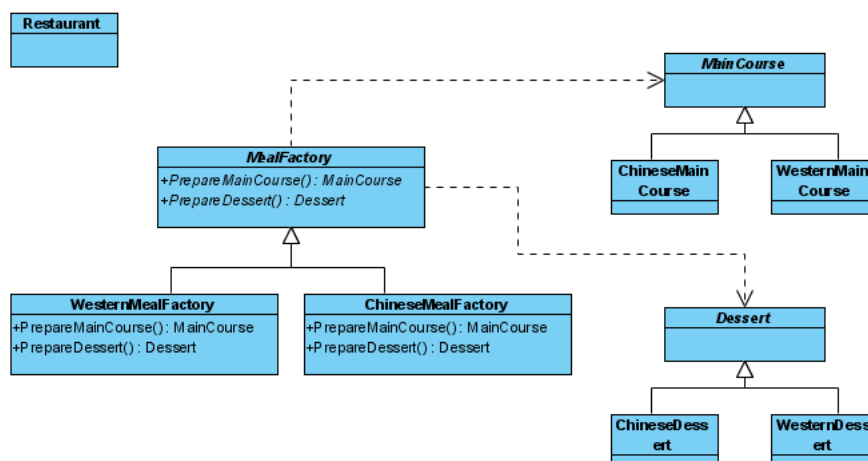 Restaurant
MainCourse
MealFactory
+PrepareMainCourse() : MainCourse
+PrepareDessert() : Dessert
ChineseMain
Course
WesternMain
Course
WesternMealFactory
+PrepareMainCourse() : MainCourse
+PrepareDessert() : Dessert
ChineseMealFactory
+PrepareMainCourse() : MainCourse
+PrepareDessert() : Dessert
Dessert
ChineseDess
ert
WesternDess
ert